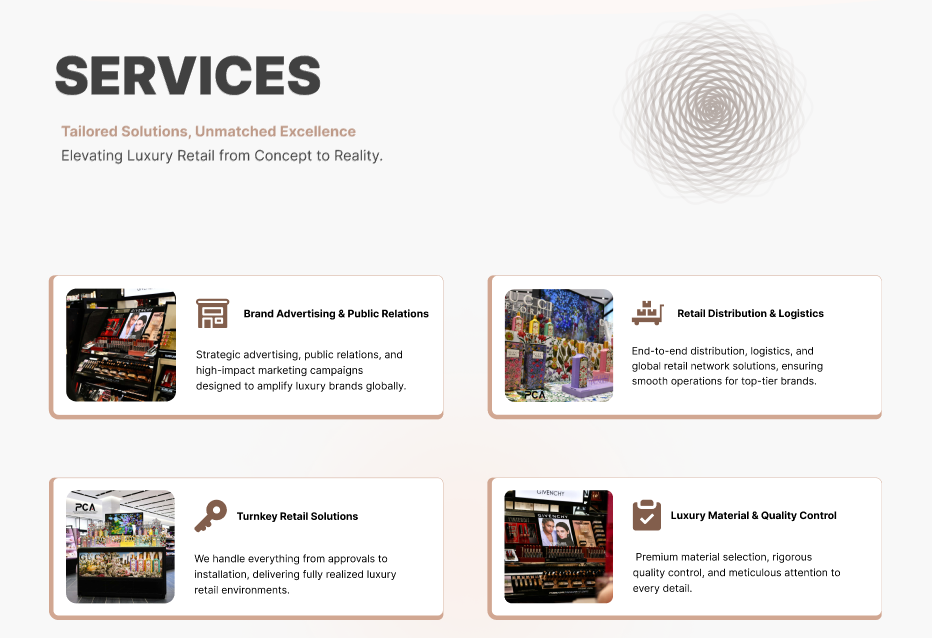 SERVICES
Tailored Solutions, Unmatched Excellence
Elevating Luxury Retail from Concept to Reality.
Brand Advertising & Public Relations
Strategic advertising, public relations, and
high-impact marketing campaigns
designed to amplify luxury brands globally.
PUCCI
PCA
Retail Distribution & Logistics
End-to-end distribution, logistics, and
global retail network solutions, ensuring
smooth operations for top-tier brands.
PCA
Turnkey Retail Solutions
We handle everything from approvals to
installation, delivering fully realized luxury
retail environments.
GIVENCHY
GIVENCHY
Luxury Material & Quality Control
Premium material selection, rigorous
quality control, and meticulous attention to
every detail.